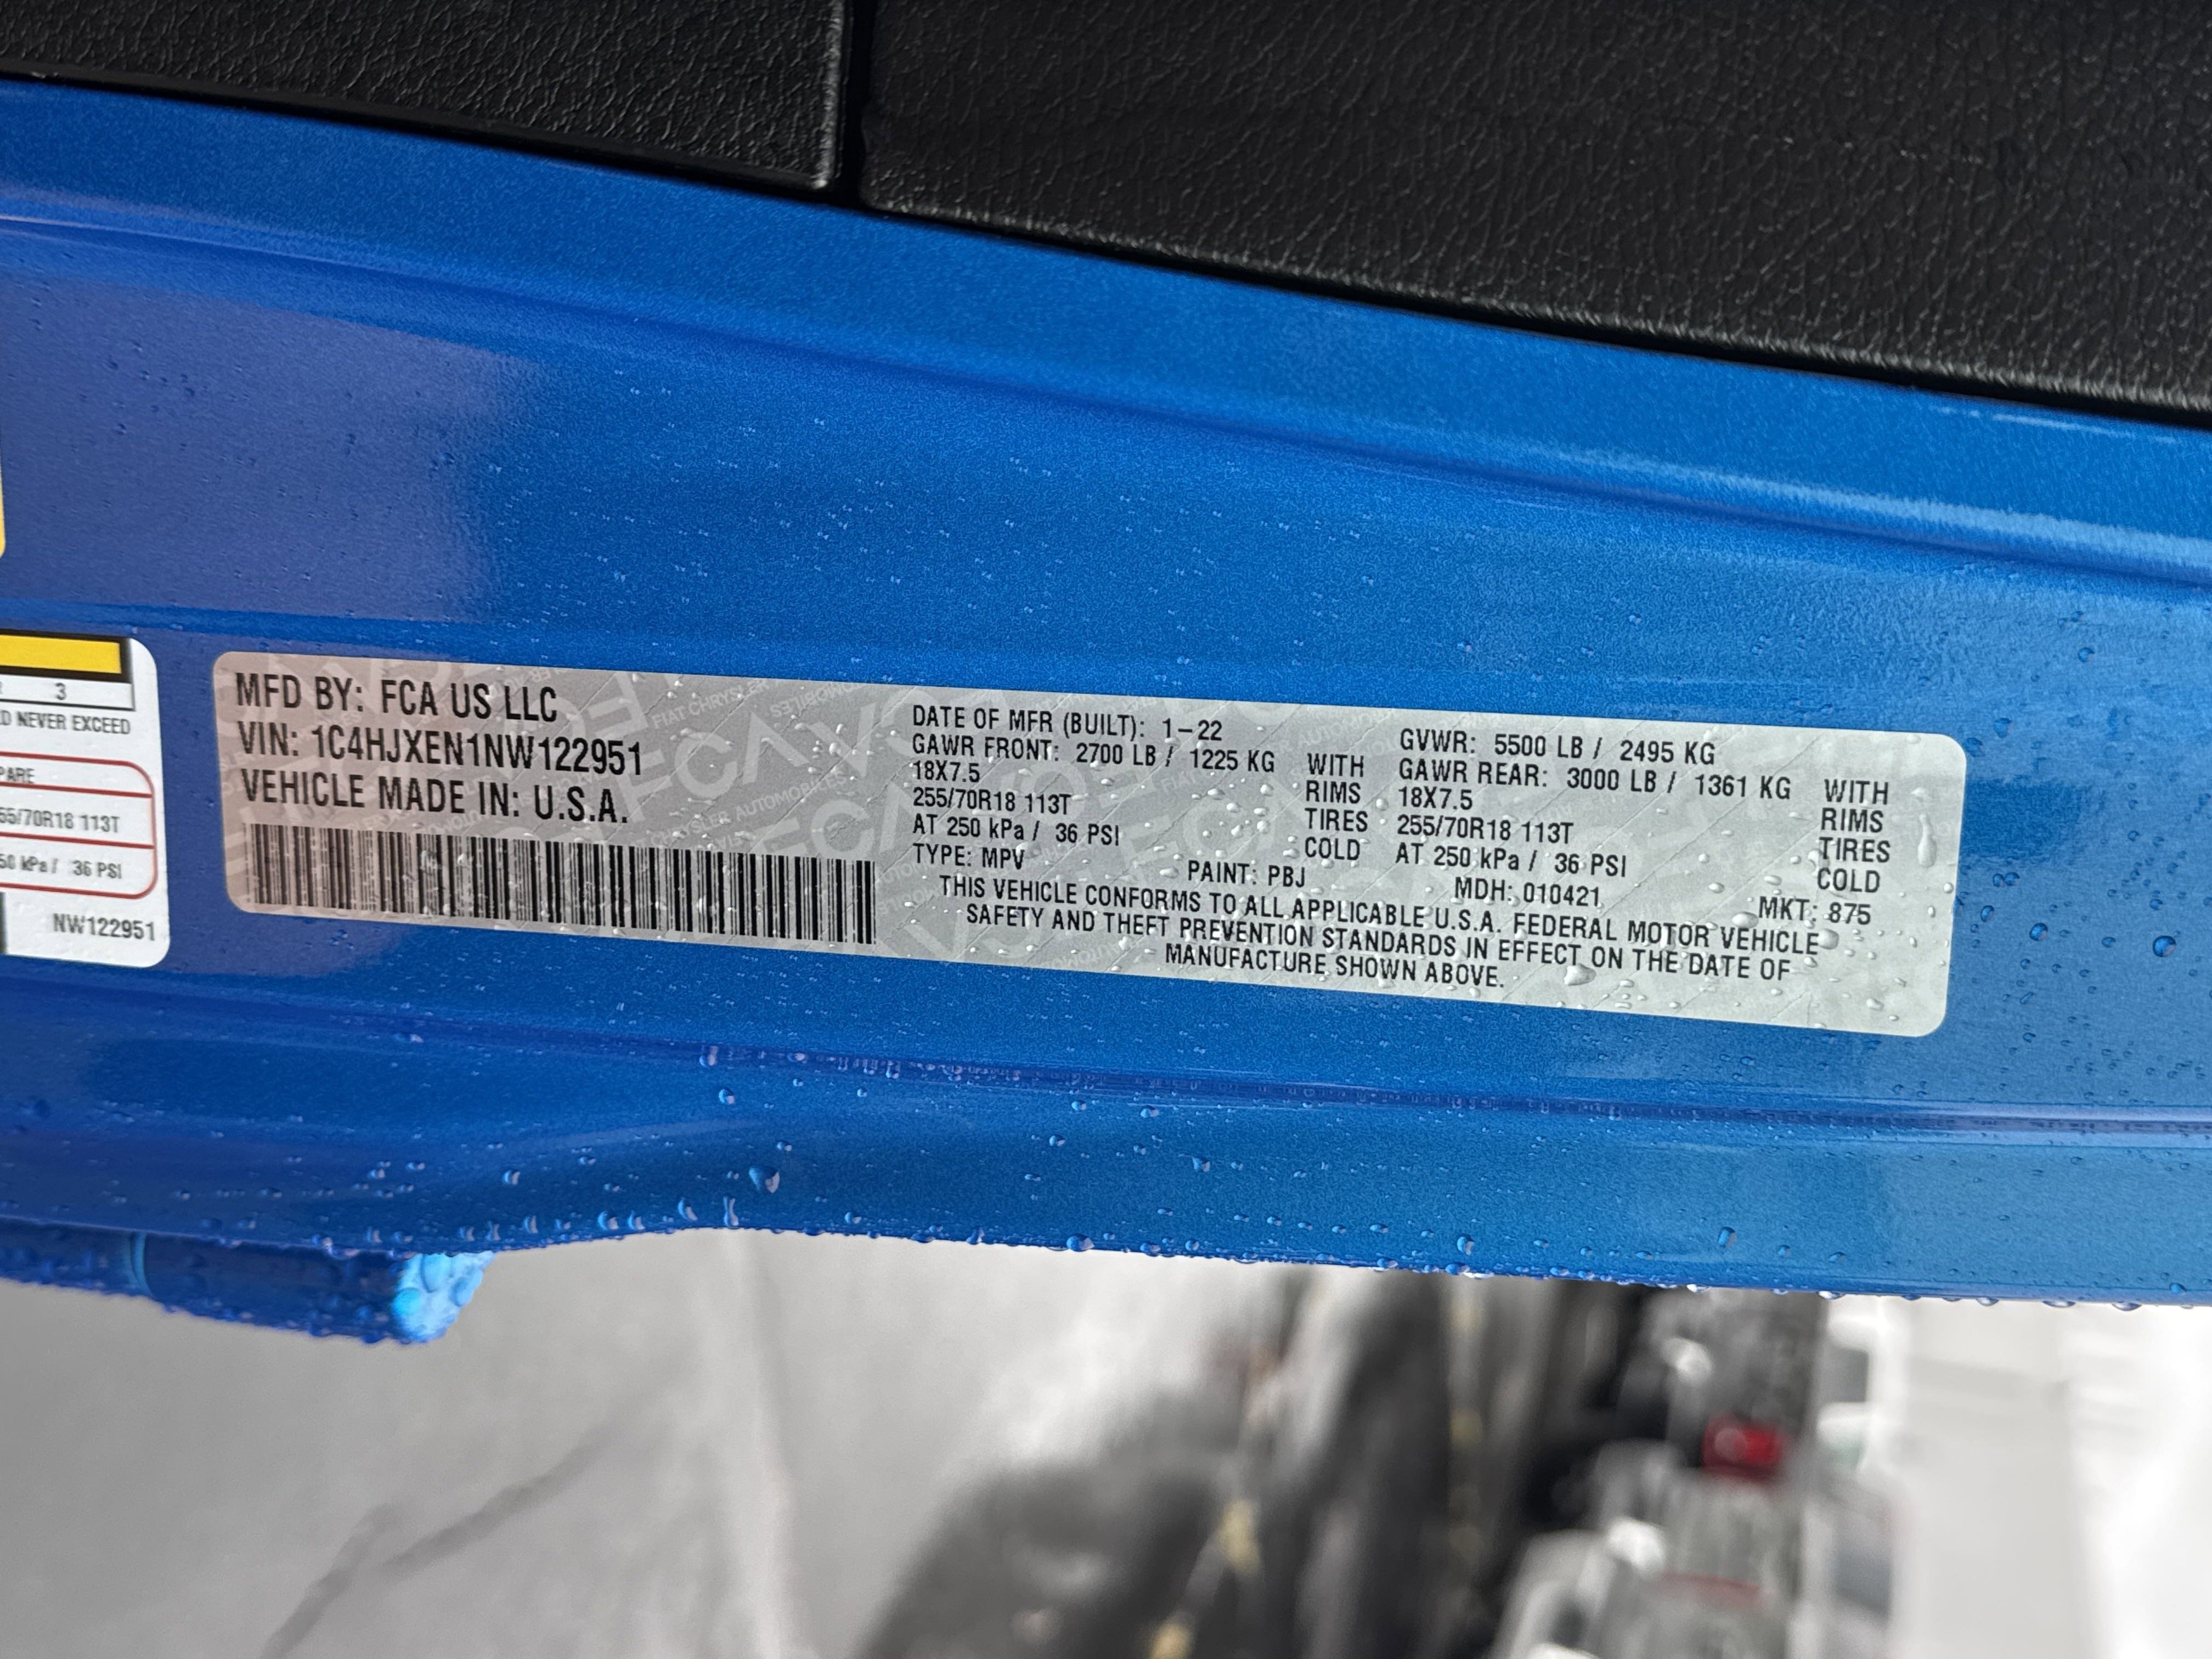 3
D NEVER EXCEED
PARE
55/70R18 113T
50 kPa / 36 PSI
NW122951
MFD BY: FCA US LLC
VIN: 1C4HJXEN1NW122951
VEHICLE MADE IN: U.S.A.
DATE OF MFR (BUILT): 1-22 GVWR: 5500 LB / 2495 KG
GAWR FRONT: 2700 LB / 1225 KG WITH GAWR REAR: 3000 LB / 1361 KG WITH
18X7.5 RIMS 18X7.5 RIMS
255/70R18 113T TIRES 255/70R18 113T TIRES
AT 250 kPa / 36 PSI COLD AT 250 kPa / 36 PSI COLD
TYPE: MPV PAINT: PBJ MDH: 010421 MKT: 875
THIS VEHICLE CONFORMS TO ALL APPLICABLE U.S.A. FEDERAL MOTOR VEHICLE
SAFETY AND THEFT PREVENTION STANDARDS IN EFFECT ON THE DATE OF
MANUFACTURE SHOWN ABOVE.